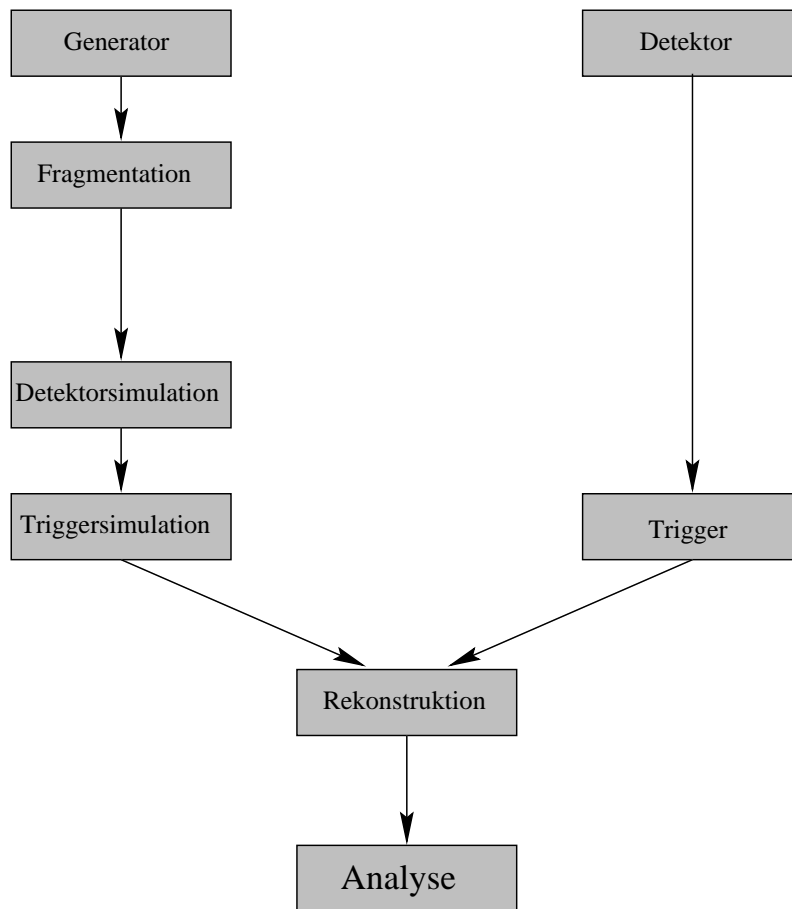 Generator
Detektor
Fragmentation
Detektorsimulation
Triggersimulation
Trigger
Rekonstruktion
Analyse